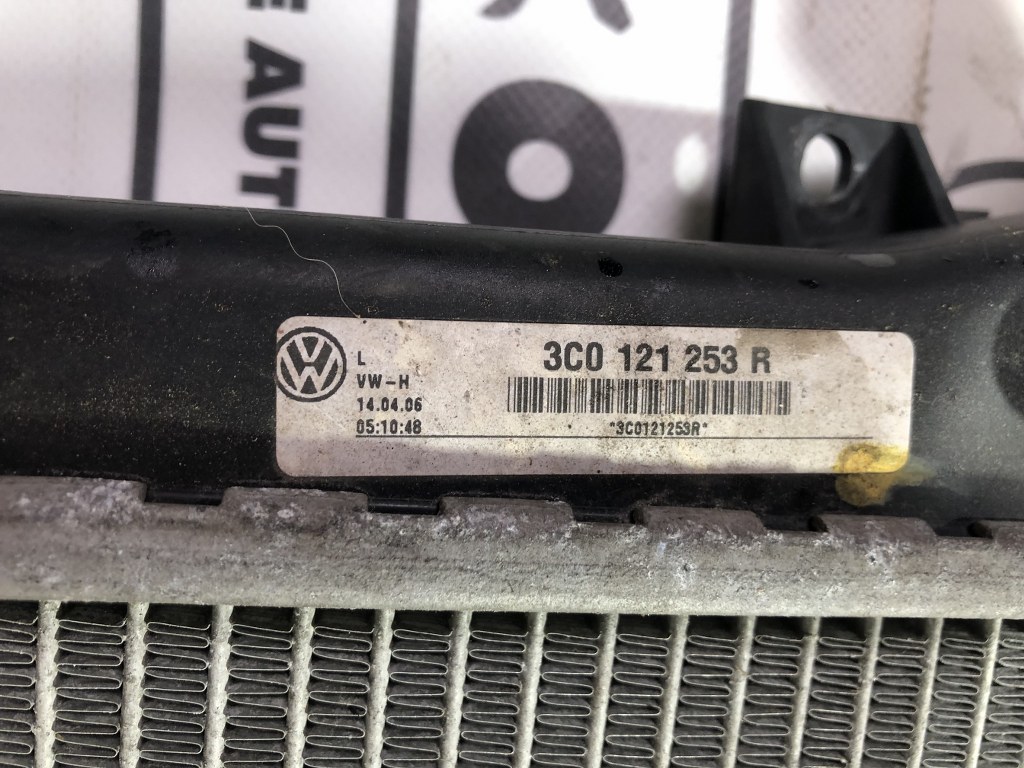 E AUT
L
VW-H
14.04.06
05:10:48
3C0 121 253 R
*3C0121253R*